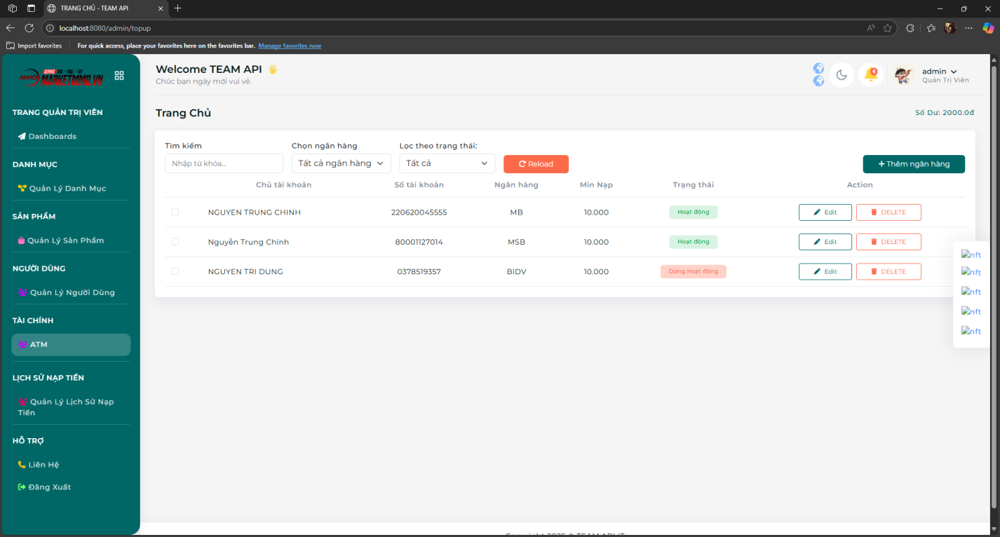 TRANG CHỦ - TEAM API
localhost:8080/admin/topup
Import favorites
For quick access, place your favorites here on the favorites bar. Manage favorites now
MMO
MARKETMMO.VN
Welcome TEAM API
Chúc bạn ngày mới vui vẻ.
4
admin
Quản Trị Viên
TRANG QUẢN TRỊ VIÊN
Dashboards
DANH MỤC
Quản Lý Danh Mục
SẢN PHẨM
Quản Lý Sản Phẩm
NGƯỜI DÙNG
Quản Lý Người Dùng
TÀI CHÍNH
ATM
LỊCH SỬ NẠP TIỀN
Quản Lý Lịch Sử Nạp
Tiền
HỖ TRỢ
Liên Hệ
Đăng Xuất
Trang Chủ
Số Dư: 2000.0đ
Tìm kiếm
Chọn ngân hàng
Lọc theo trạng thái:
Nhập từ khóa...
Tất cả ngân hàng
Tất cả
Reload
+ Thêm ngân hàng
Chủ tài khoản Số tài khoản Ngân hàng Min Nạp Trạng thái Action
NGUYEN TRUNG CHINH 220620045555 MB 10.000 Hoạt động Edit DELETE
Nguyễn Trung Chính 80001127014 MSB 10.000 Hoạt động Edit DELETE
NGUYEN TRI DUNG 0378519357 BIDV 10.000 Dừng hoạt động Edit DELETE
nft
nft
nft
nft
nft